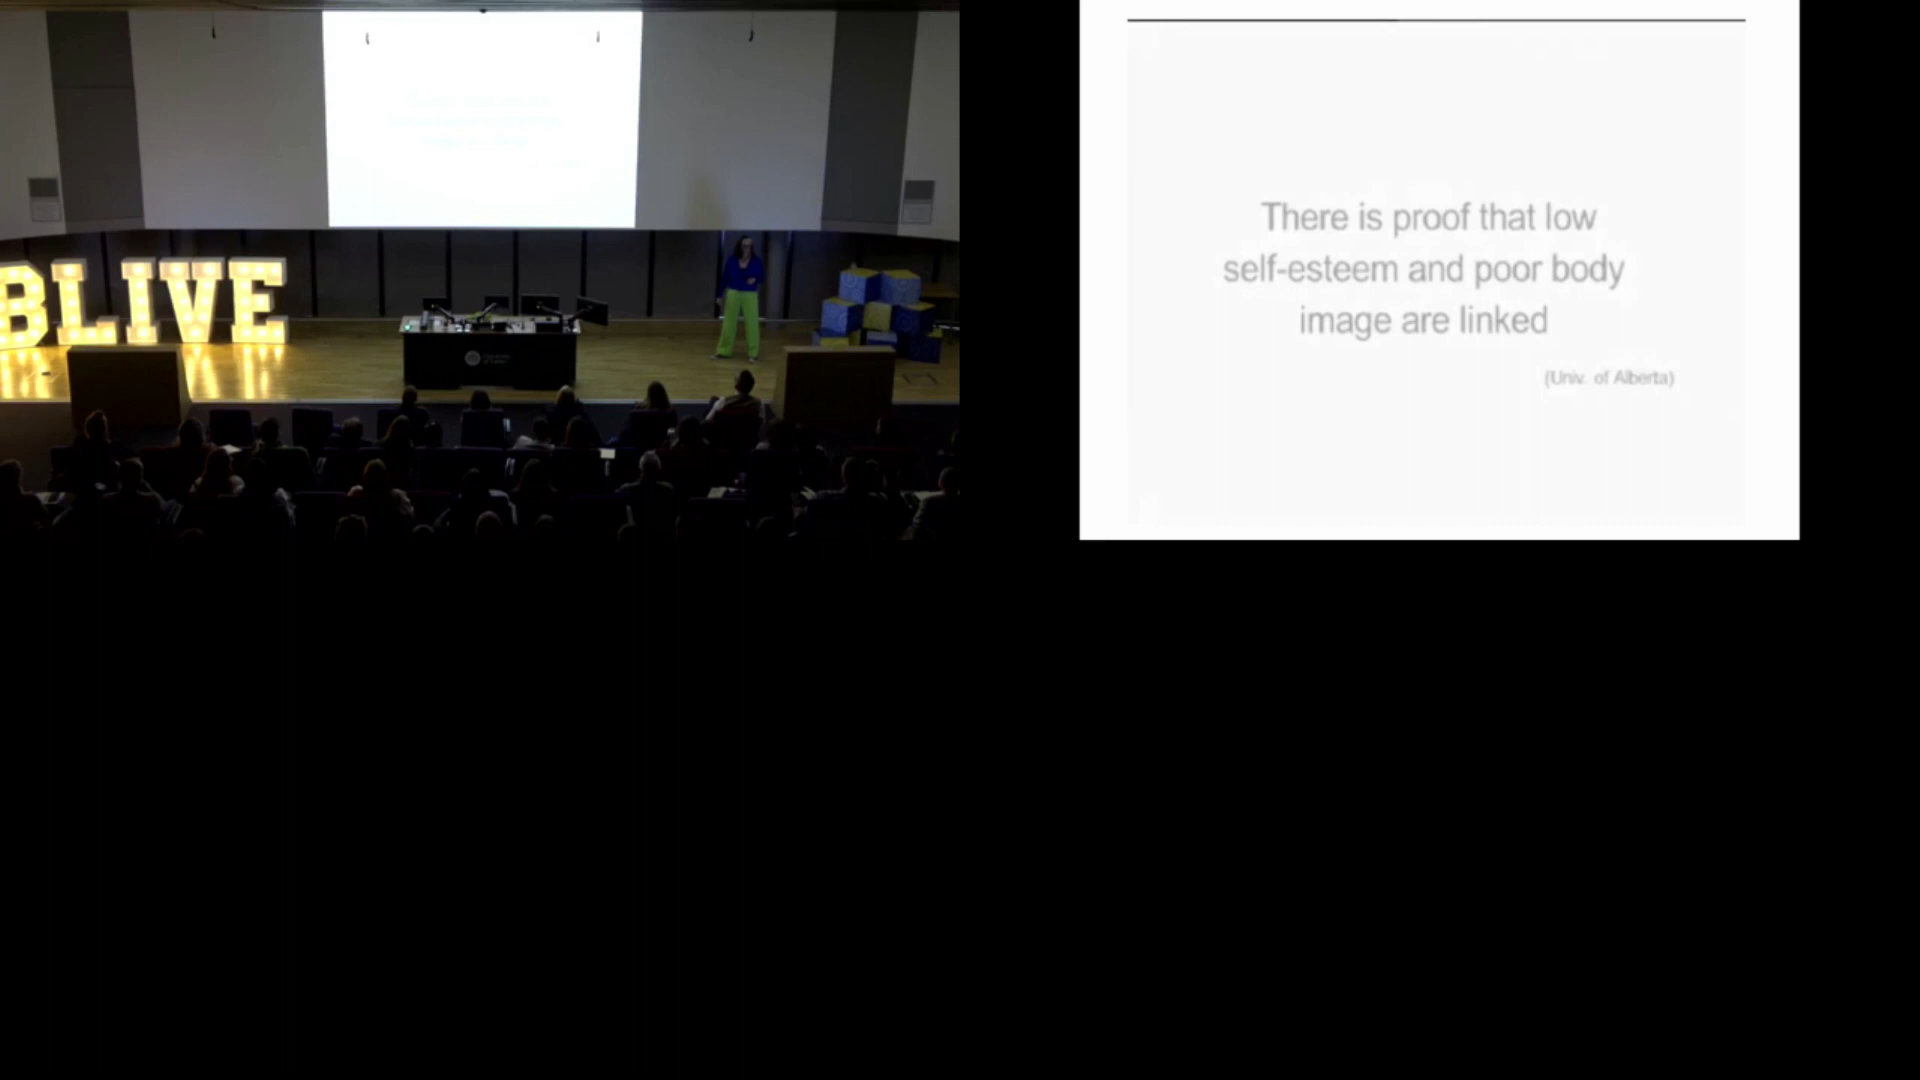 BLIVE
There is proof that low
self-esteem and poor body
image are linked
(Univ. of Alberta)